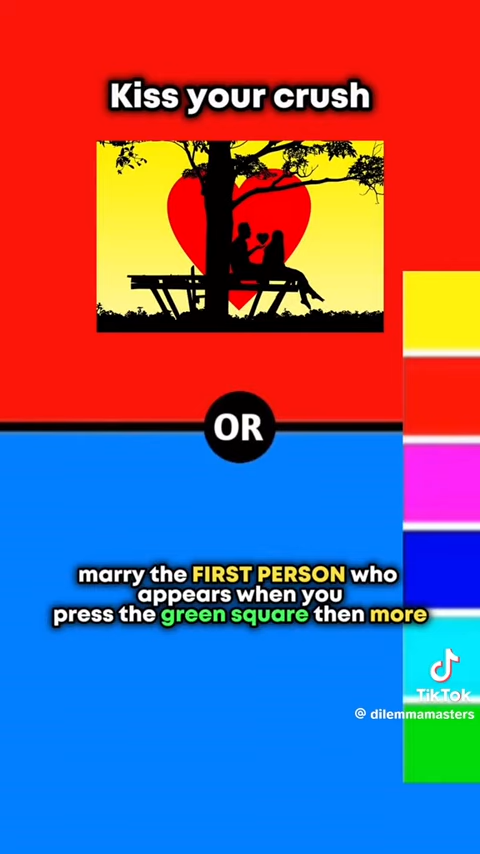 Kiss your crush
OR
marry the FIRST PERSON who
appears when you
press the green square then more
TikTok
@ dilemmamasters